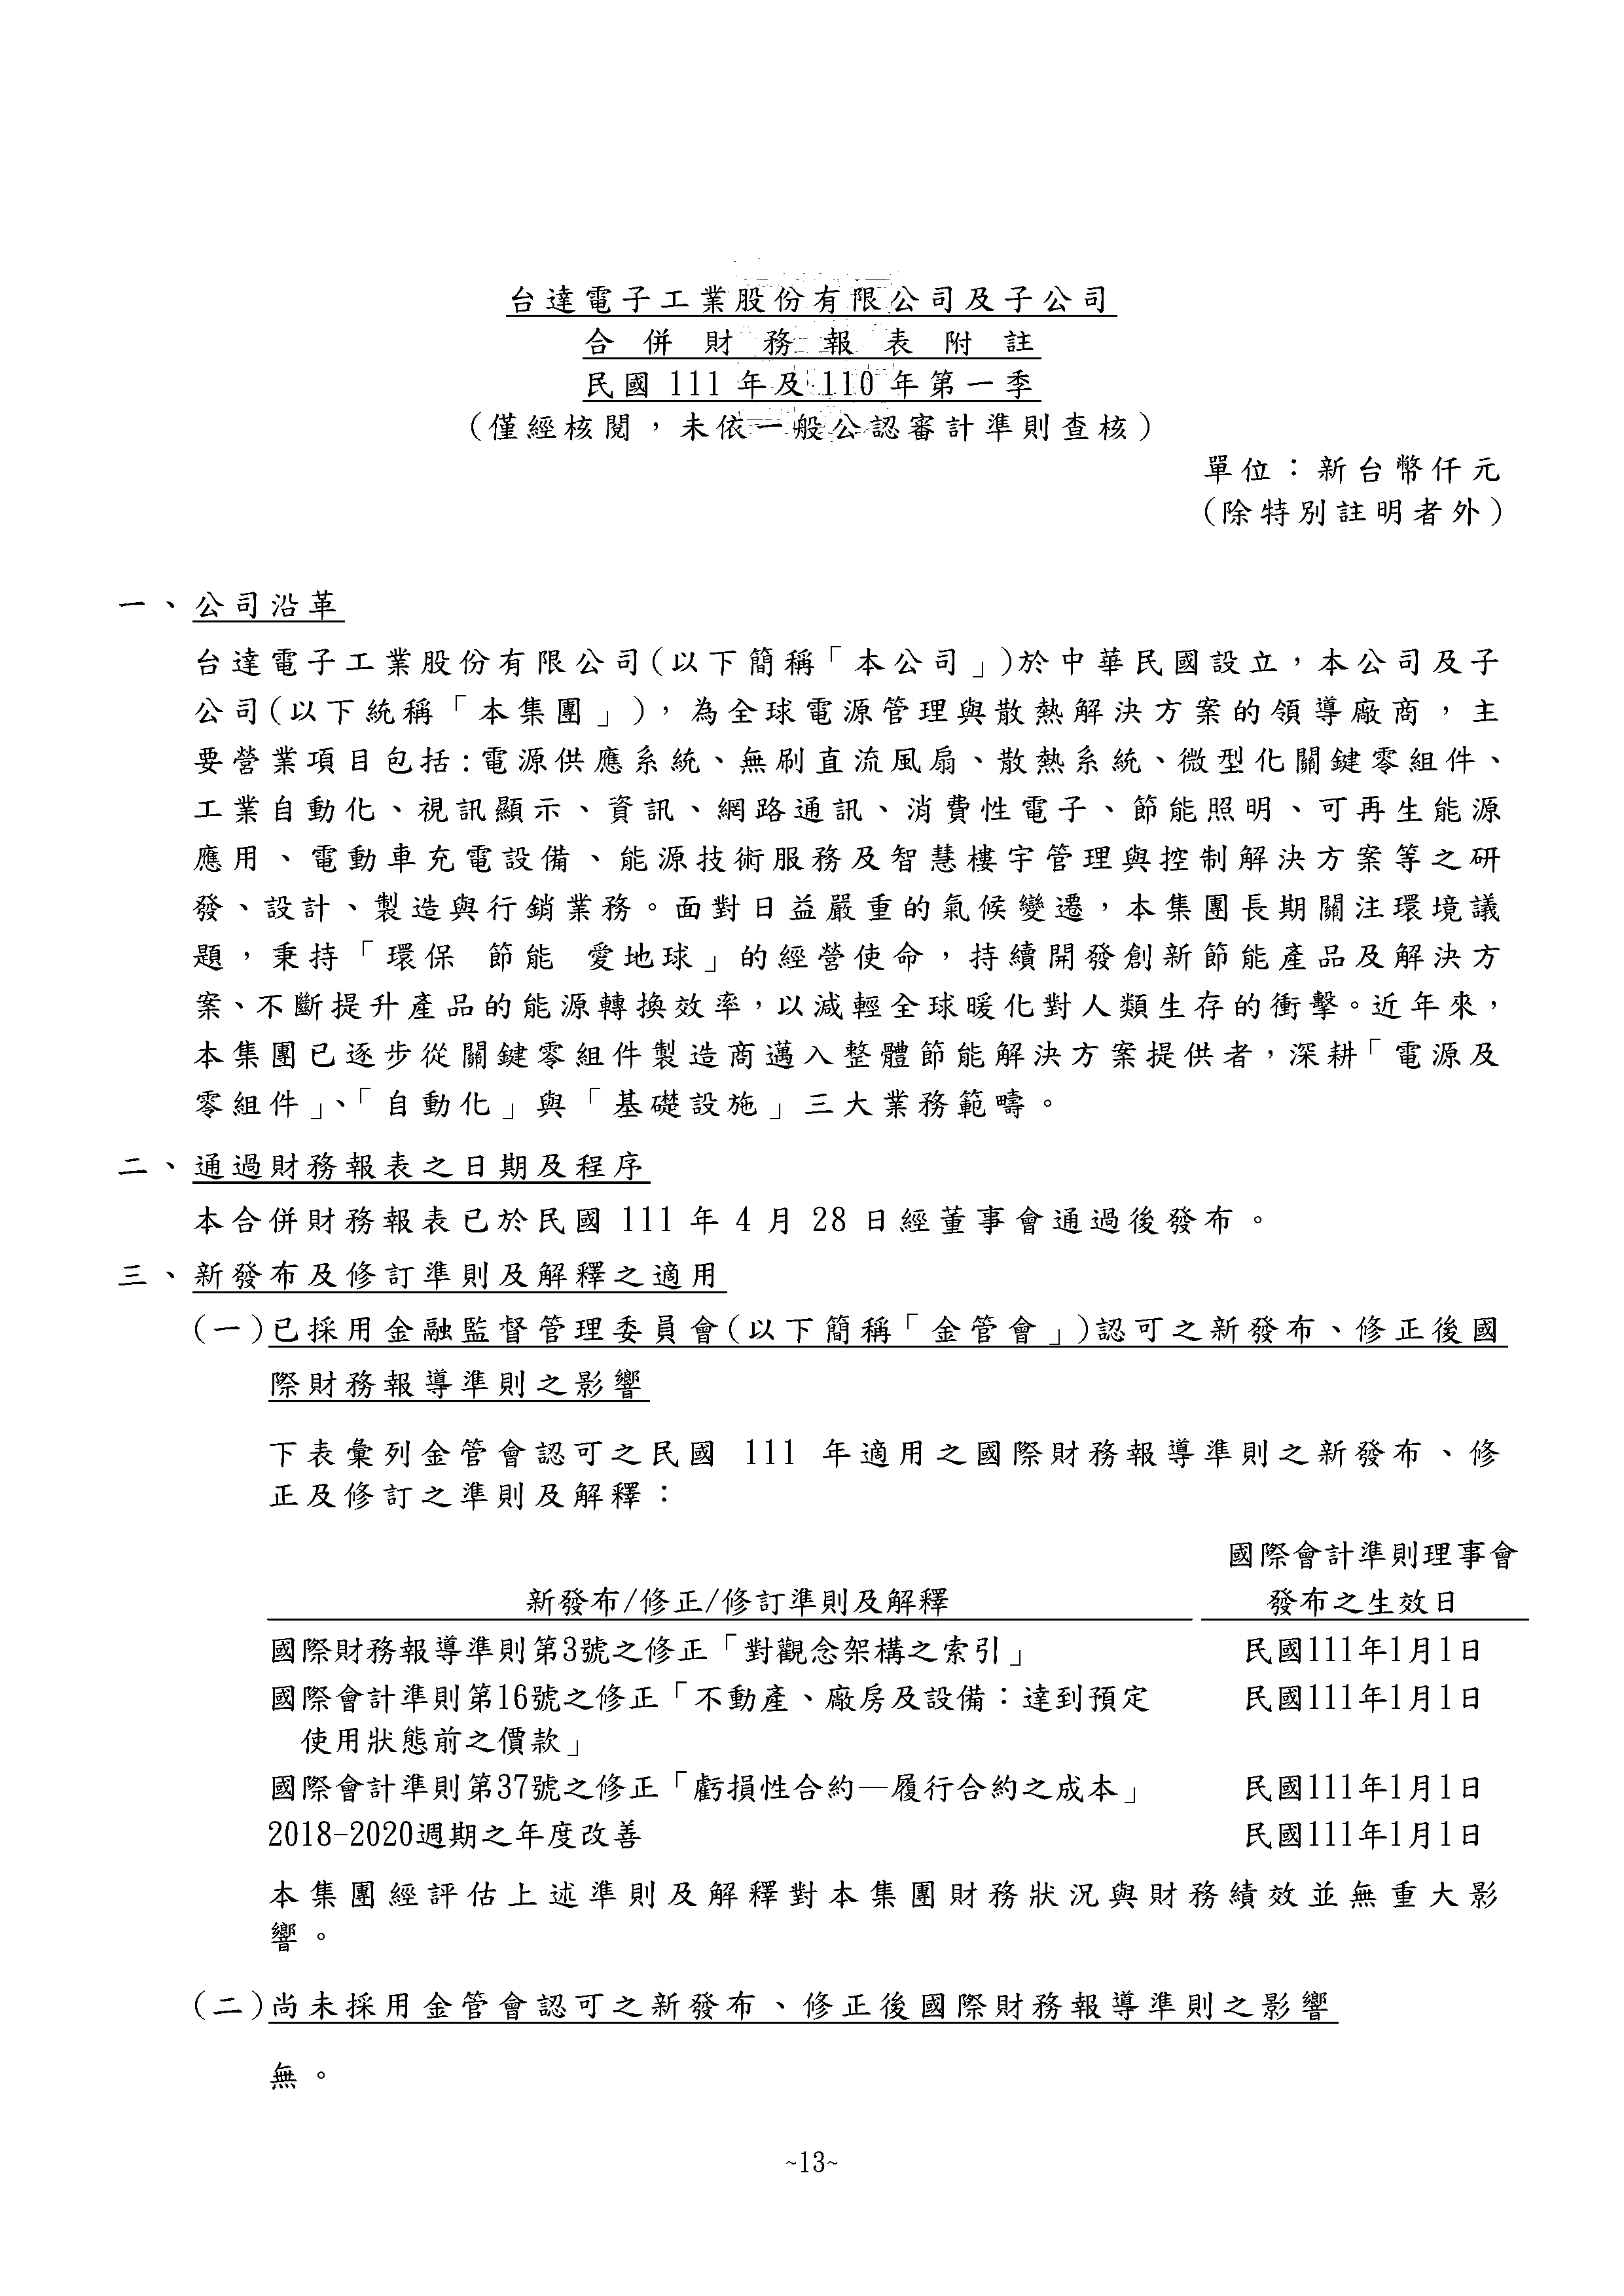 台達電子工業股份有限公司及子公司
合併財務報表附註
民國 111 年及 110 年第一季
(僅經核閱，未依一般公認審計準則查核)
單位：新台幣仟元
(除特別註明者外)
一、公司沿革
台達電子工業股份有限公司(以下簡稱「本公司」)於中華民國設立，本公司及子
公司(以下統稱「本集團」)，為全球電源管理與散熱解決方案的領導廠商，主
要營業項目包括:電源供應系統、無刷直流風扇、散熱系統、微型化關鍵零組件、
工業自動化、視訊顯示、資訊、網路通訊、消費性電子、節能照明、可再生能源
應用、電動車充電設備、能源技術服務及智慧樓宇管理與控制解決方案等之研
發、設計、製造與行銷業務。面對日益嚴重的氣候變遷，本集團長期關注環境議
題，秉持「環保 節能 愛地球」的經營使命，持續開發創新節能產品及解決方
案、不斷提升產品的能源轉換效率，以減輕全球暖化對人類生存的衝擊。近年來，
本集團已逐步從關鍵零組件製造商邁入整體節能解決方案提供者，深耕「電源及
零組件」、「自動化」與「基礎設施」三大業務範疇。
二、通過財務報表之日期及程序
本合併財務報表已於民國 111 年 4 月 28 日經董事會通過後發布。
三、新發布及修訂準則及解釋之適用
(一)已採用金融監督管理委員會(以下簡稱「金管會」)認可之新發布、修正後國
際財務報導準則之影響
下表彙列金管會認可之民國 111 年適用之國際財務報導準則之新發布、修
正及修訂之準則及解釋：
國際會計準則理事會
新發布/修正/修訂準則及解釋 發布之生效日
國際財務報導準則第3號之修正「對觀念架構之索引」 民國111年1月1日
國際會計準則第16號之修正「不動產、廠房及設備：達到預定 民國111年1月1日
使用狀態前之價款」
國際會計準則第37號之修正「虧損性合約—履行合約之成本」 民國111年1月1日
2018-2020週期之年度改善 民國111年1月1日
本集團經評估上述準則及解釋對本集團財務狀況與財務績效並無重大影
響。
(二)尚未採用金管會認可之新發布、修正後國際財務報導準則之影響
無。
~13~